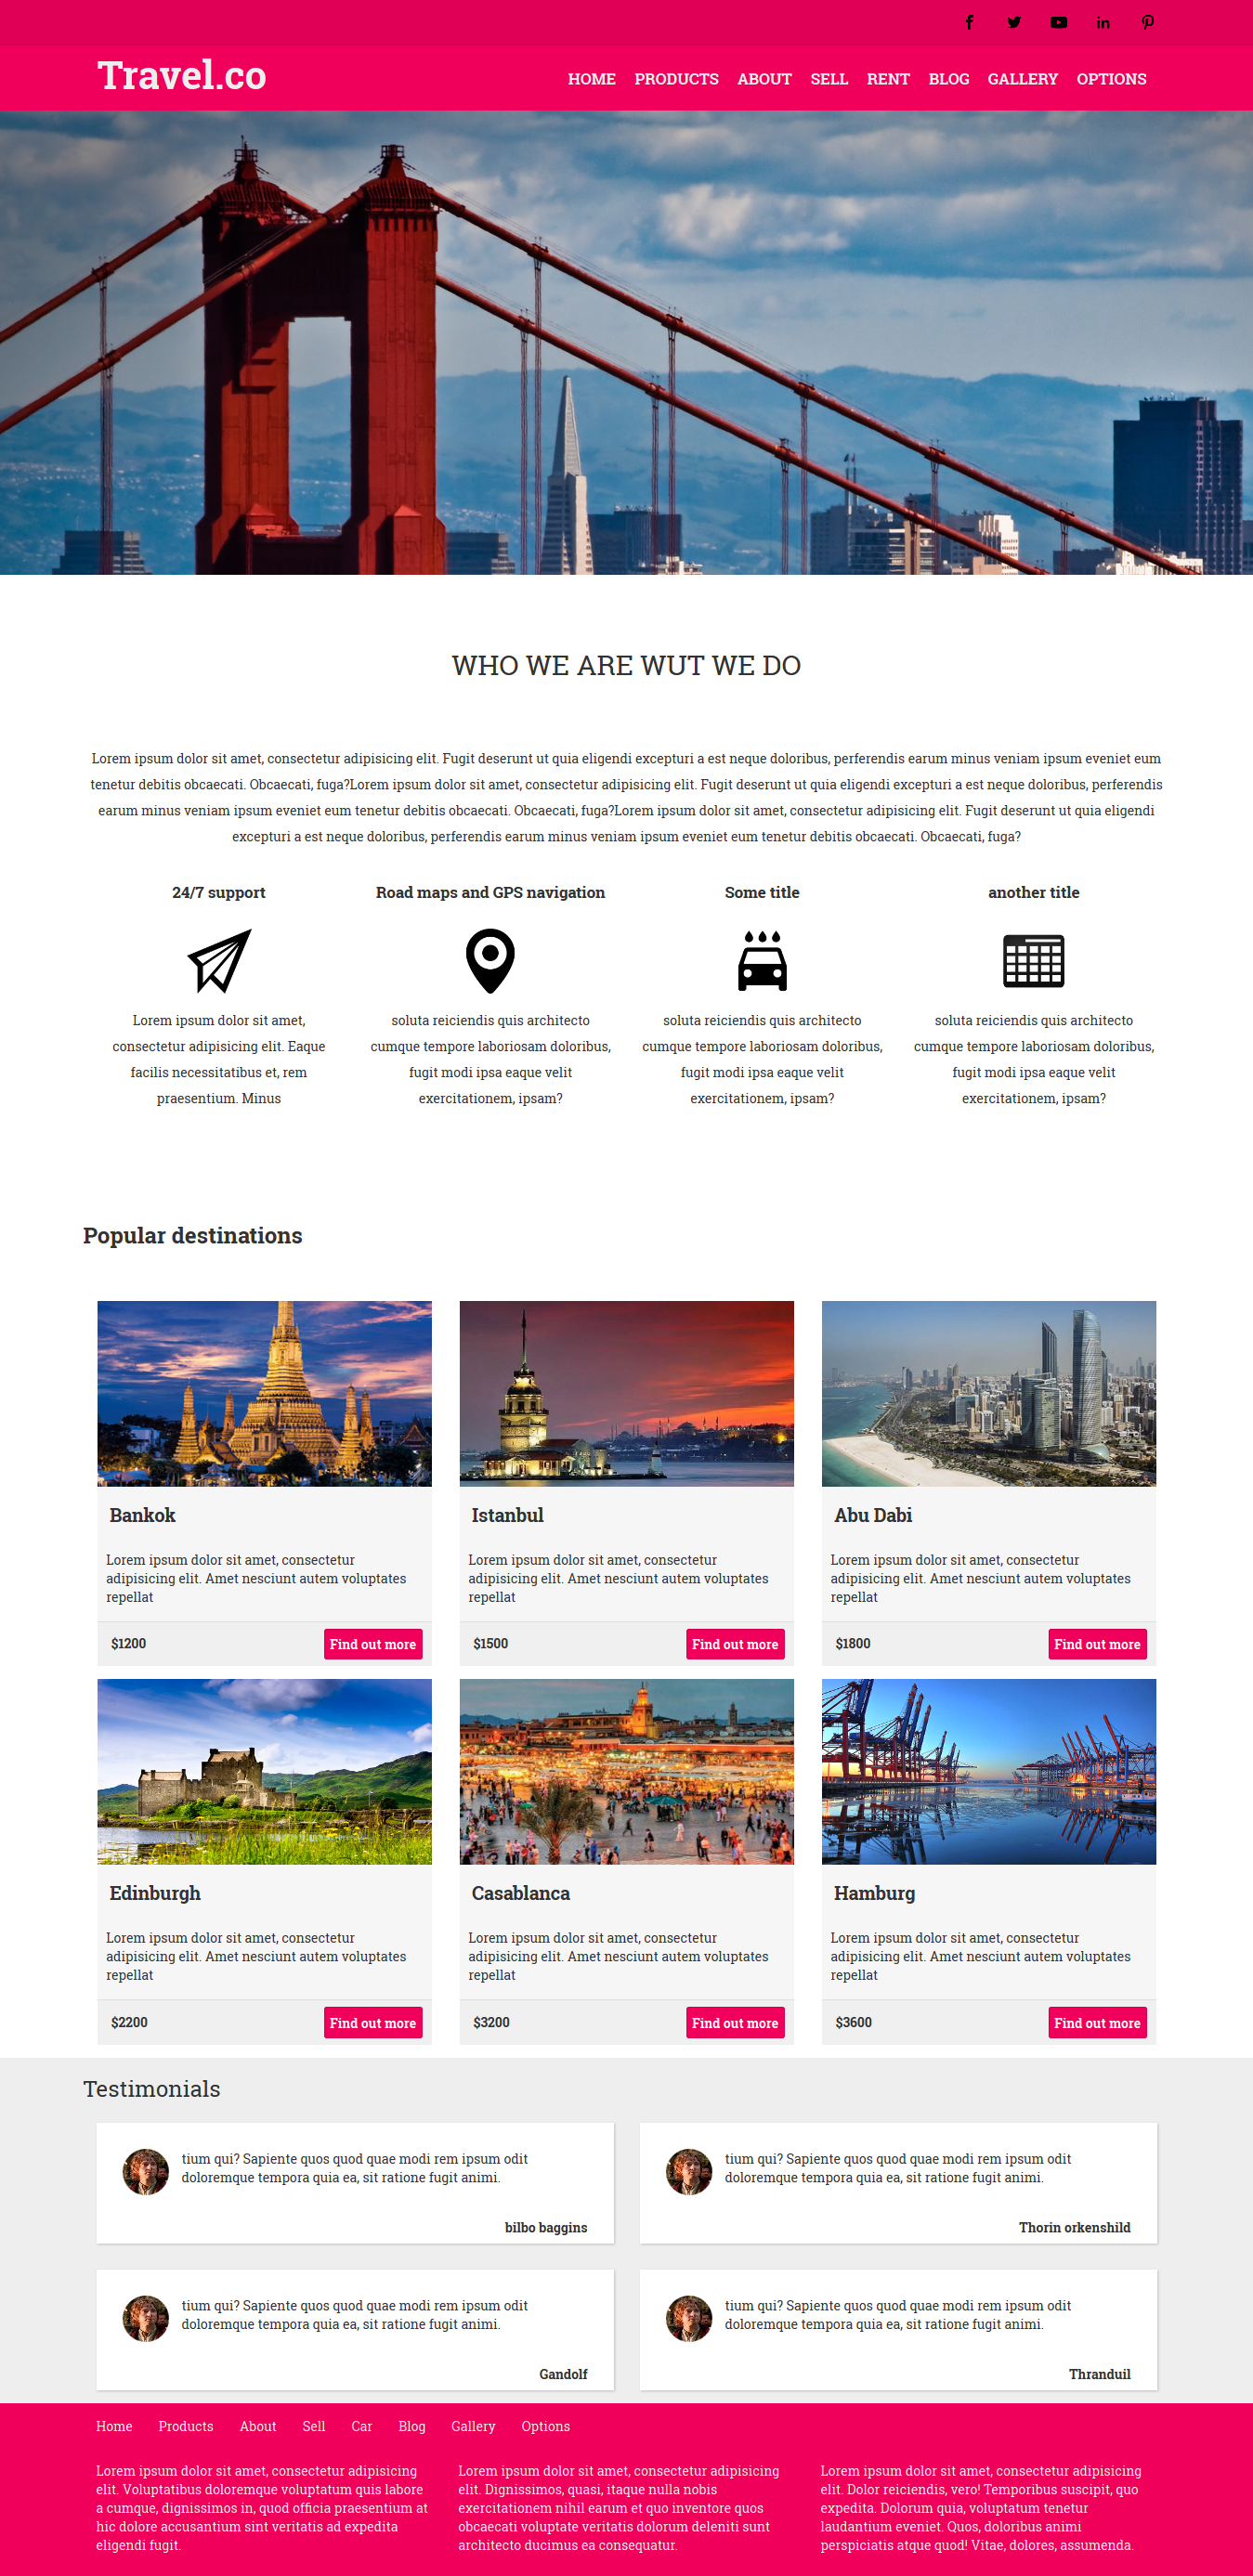 Travel.co
HOME PRODUCTS ABOUT SELL RENT BLOG GALLERY OPTIONS
WHO WE ARE WUT WE DO
Lorem ipsum dolor sit amet, consectetur adipisicing elit. Fugit deserunt ut quia eligendi excepturi a est neque doloribus, perferendis earum minus veniam ipsum eveniet eum
tenetur debitis obcaecati. Obcaecati, fuga?Lorem ipsum dolor sit amet, consectetur adipisicing elit. Fugit deserunt ut quia eligendi excepturi a est neque doloribus, perferendis
earum minus veniam ipsum eveniet eum tenetur debitis obcaecati. Obcaecati, fuga?Lorem ipsum dolor sit amet, consectetur adipisicing elit. Fugit deserunt ut quia eligendi
excepturi a est neque doloribus, perferendis earum minus veniam ipsum eveniet eum tenetur debitis obcaecati. Obcaecati, fuga?
24/7 support
Lorem ipsum dolor sit amet,
consectetur adipisicing elit. Eaque
facilis necessitatibus et, rem
praesentium. Minus
Road maps and GPS navigation
soluta reiciendis quis architecto
cumque tempore laboriosam doloribus,
fugit modi ipsa eaque velit
exercitationem, ipsam?
Some title
soluta reiciendis quis architecto
cumque tempore laboriosam doloribus,
fugit modi ipsa eaque velit
exercitationem, ipsam?
another title
soluta reiciendis quis architecto
cumque tempore laboriosam doloribus,
fugit modi ipsa eaque velit
exercitationem, ipsam?
Popular destinations
Bankok
Lorem ipsum dolor sit amet, consectetur
adipisicing elit. Amet nesciunt autem voluptates
repellat
$1200 Find out more
Istanbul
Lorem ipsum dolor sit amet, consectetur
adipisicing elit. Amet nesciunt autem voluptates
repellat
$1500 Find out more
Abu Dabi
Lorem ipsum dolor sit amet, consectetur
adipisicing elit. Amet nesciunt autem voluptates
repellat
$1800 Find out more
Edinburgh
Lorem ipsum dolor sit amet, consectetur
adipisicing elit. Amet nesciunt autem voluptates
repellat
$2200 Find out more
Casablanca
Lorem ipsum dolor sit amet, consectetur
adipisicing elit. Amet nesciunt autem voluptates
repellat
$3200 Find out more
Hamburg
Lorem ipsum dolor sit amet, consectetur
adipisicing elit. Amet nesciunt autem voluptates
repellat
$3600 Find out more
Testimonials
tium qui? Sapiente quos quod quae modi rem ipsum odit
doloremque tempora quia ea, sit ratione fugit animi.
bilbo baggins
tium qui? Sapiente quos quod quae modi rem ipsum odit
doloremque tempora quia ea, sit ratione fugit animi.
Thorin orkenshild
tium qui? Sapiente quos quod quae modi rem ipsum odit
doloremque tempora quia ea, sit ratione fugit animi.
Gandolf
tium qui? Sapiente quos quod quae modi rem ipsum odit
doloremque tempora quia ea, sit ratione fugit animi.
Thranduil
Home Products About Sell Car Blog Gallery Options
Lorem ipsum dolor sit amet, consectetur adipisicing
elit. Voluptatibus doloremque voluptatum quis labore
a cumque, dignissimos in, quod officia praesentium at
hic dolore accusantium sint veritatis ad expedita
eligendi fugit.
Lorem ipsum dolor sit amet, consectetur adipisicing
elit. Dignissimos, quasi, itaque nulla nobis
exercitationem nihil earum et quo inventore quos
obcaecati voluptate veritatis dolorum deleniti sunt
architecto ducimus ea consequatur.
Lorem ipsum dolor sit amet, consectetur adipisicing
elit. Dolor reiciendis, vero! Temporibus suscipit, quo
expedita. Dolorum quia, voluptatum tenetur
laudantium eveniet. Quos, doloribus animi
perspiciatis atque quod! Vitae, dolores, assumenda.